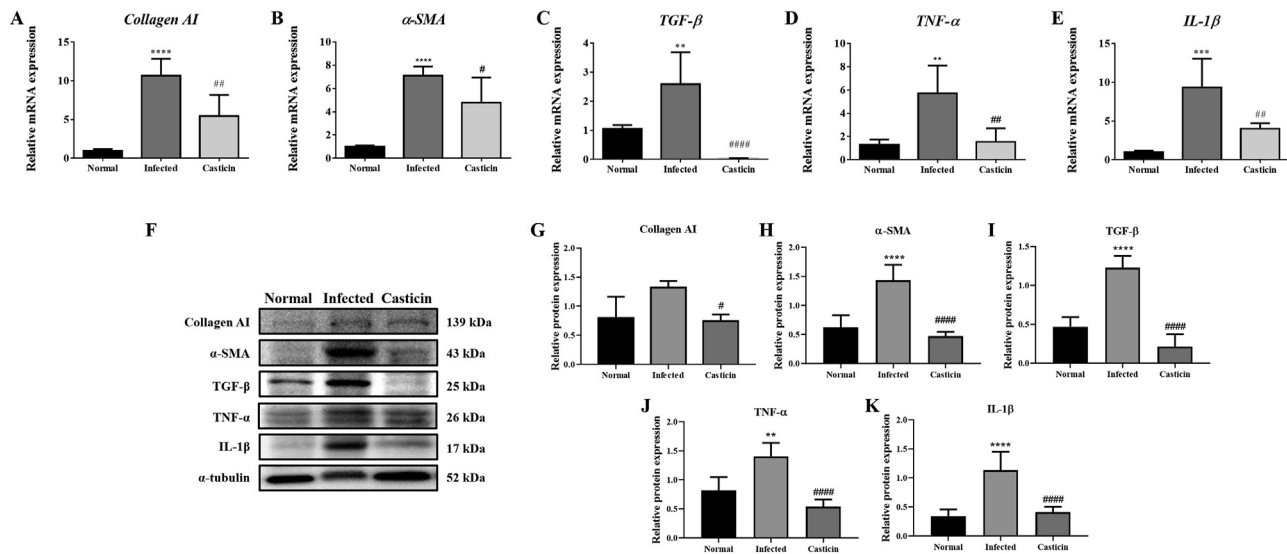 A
Collagen AI
Relative mRNA expression
15
10
5
0
****
##
Normal Infected Casticin
B
α-SMA
Relative mRNA expression
10
8
6
4
2
0
****
#
Normal Infected Casticin
C
TGF-β
Relative mRNA expression
4
3
2
1
0
**
####
Normal Infected Casticin
D
TNF-α
Relative mRNA expression
10
8
6
4
2
0
**
##
Normal Infected Casticin
E
IL-1β
Relative mRNA expression
15
10
5
0
***
##
Normal Infected Casticin
F
Normal Infected Casticin
Collagen AI 139 kDa
α-SMA 43 kDa
TGF-β 25 kDa
TNF-α 26 kDa
IL-1β 17 kDa
α-tubulin 52 kDa
G
Collagen AI
Relative protein expression
2.0
1.5
1.0
0.5
0.0
#
Normal Infected Casticin
H
α-SMA
Relative protein expression
2.0
1.5
1.0
0.5
0.0
****
####
Normal Infected Casticin
I
TGF-β
Relative protein expression
1.5
1.0
0.5
0.0
****
####
Normal Infected Casticin
J
TNF-α
Relative protein expression
2.0
1.5
1.0
0.5
0.0
**
####
Normal Infected Casticin
K
IL-1β
Relative protein expression
2.0
1.5
1.0
0.5
0.0
****
####
Normal Infected Casticin